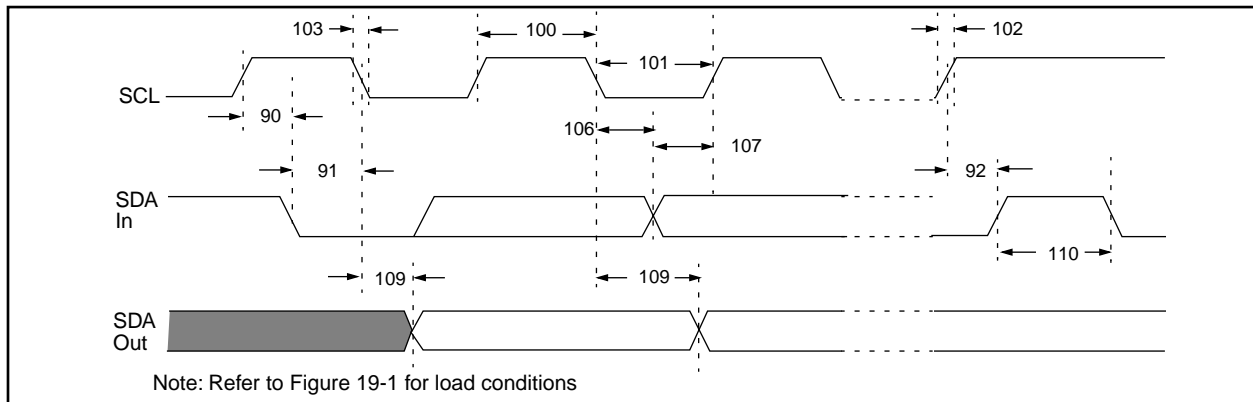 103
100
102
101
SCL
90
106
107
91
92
SDA
In
110
109
109
SDA
Out
Note: Refer to Figure 19-1 for load conditions